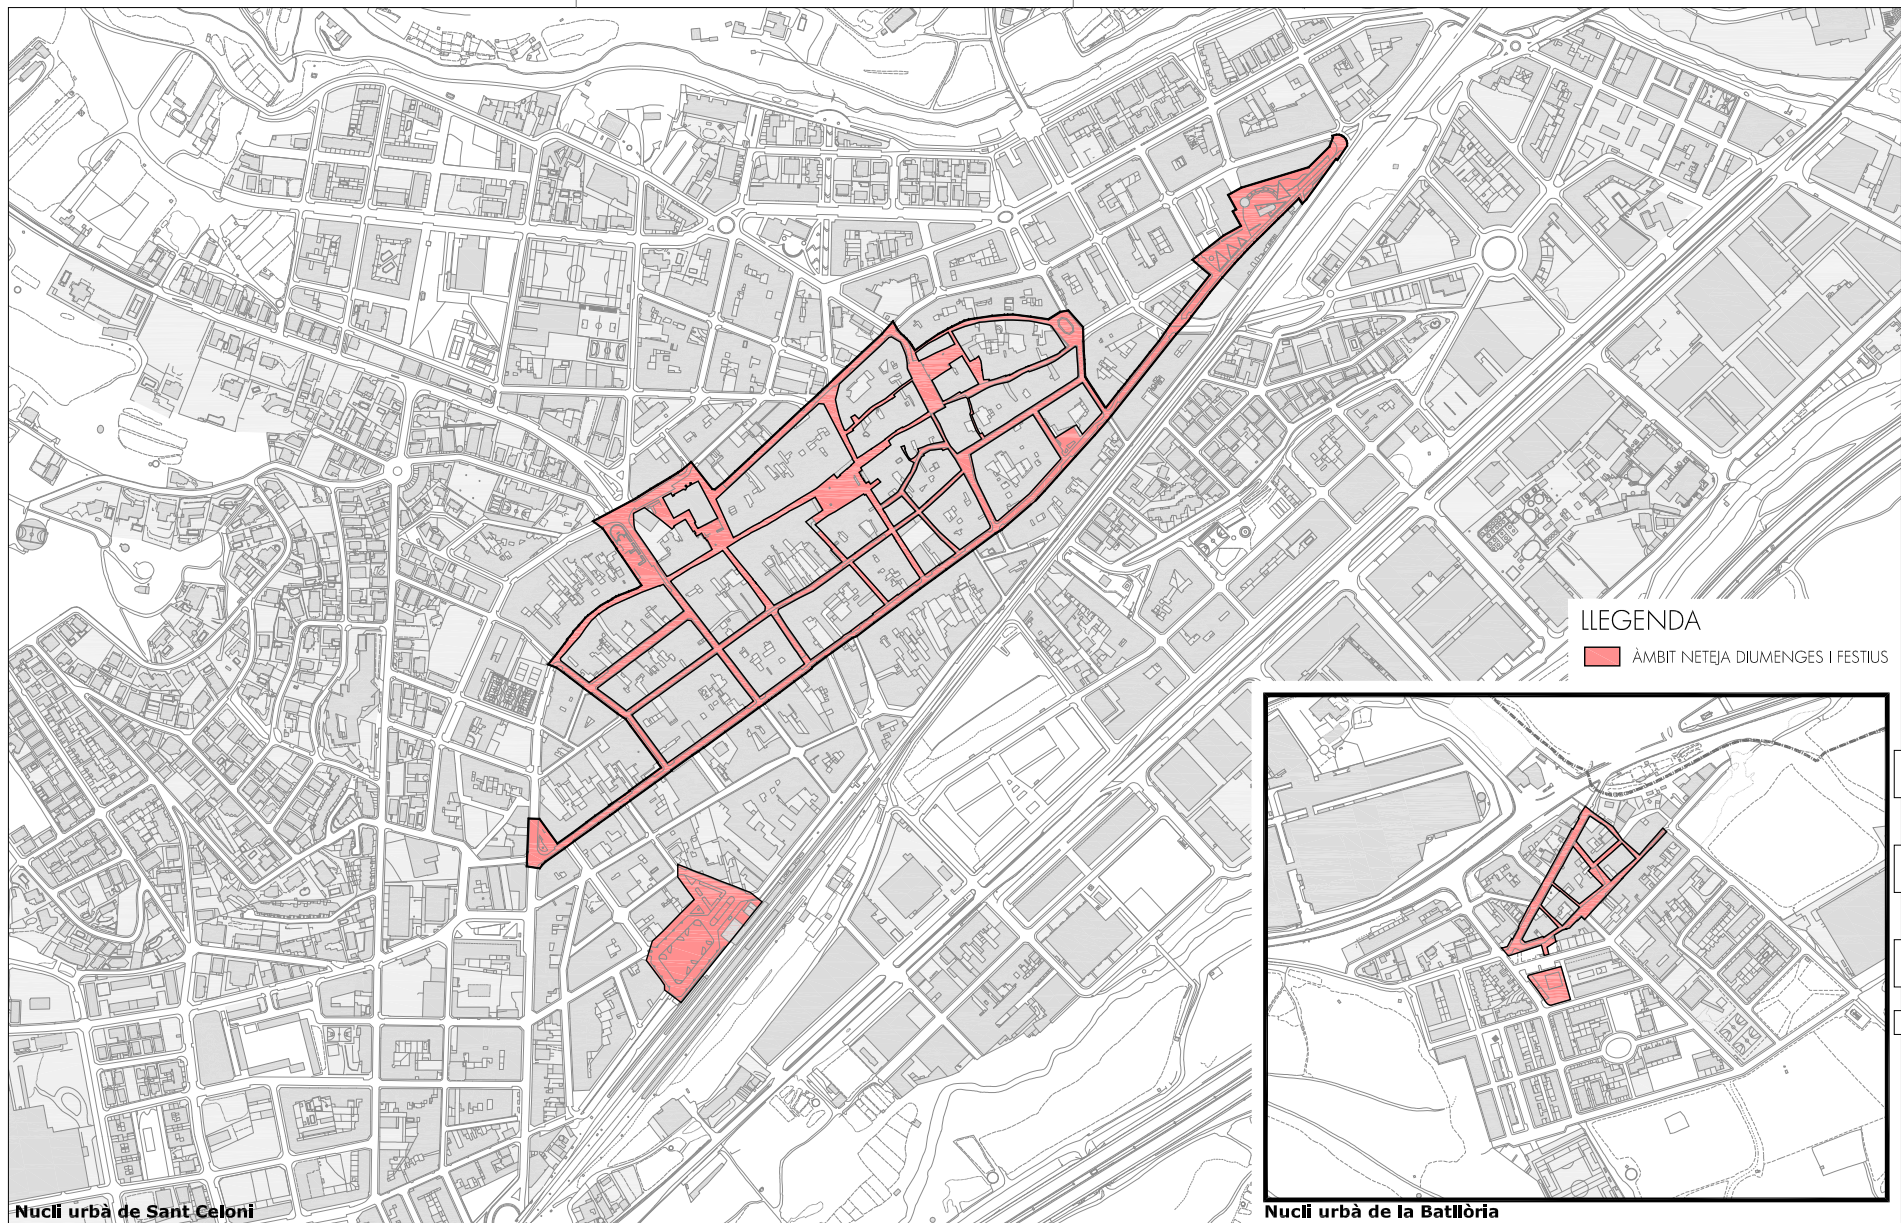 LLEGENDA
ÀMBIT NETEJA DIUMENGES I FESTIUS
Nucli urbà de Sant Celoni
Nucli urbà de la Batllòria